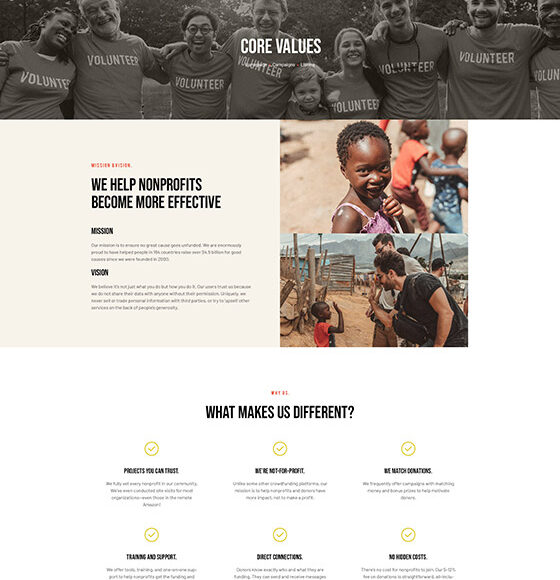 CORE VALUES
VOLUNTEER
VOLUNTEER
VOLUNTEER
VOLUNTEER
VOLUNTEER
VOLUNTEER
VOLUNTEER
VOLUNTEER
Campaigns
MISSION & VISION.
WE HELP NONPROFITS
BECOME MORE EFFECTIVE
MISSION
Our mission is to ensure no great cause goes unfunded. We are enormously
proud to have helped people in 164 countries raise over $4.9 billion for good
causes since we were founded in 2000.
VISION
We believe it's not just what you do but how you do it. Our users trust us because
we do not share their data with anyone without their permission. Uniquely, we
never sell or trade personal information with third parties, or try to 'upsell' other
services on the back of people's generosity.
WHY US.
WHAT MAKES US DIFFERENT?
PROJECTS YOU CAN TRUST.
We fully vet every nonprofit in our community.
We've even conducted site visits for most
organizations—even those in the remote
Amazon!
WE'RE NOT-FOR-PROFIT.
Unlike some other crowdfunding platforms, our
mission is to help nonprofits and donors have
more impact, not to make a profit.
WE MATCH DONATIONS.
We frequently offer campaigns with matching
money and bonus prizes to help motivate
donors.
TRAINING AND SUPPORT.
We offer tools, training, and one-on-one sup-
port to help nonprofits get the funding and
DIRECT CONNECTIONS.
Donors know exactly who and what they are
funding. They can send and receive messages
NO HIDDEN COSTS.
There's no cost for nonprofits to join. Our 5-12%
fee on donations is straightforward, all-inclu-